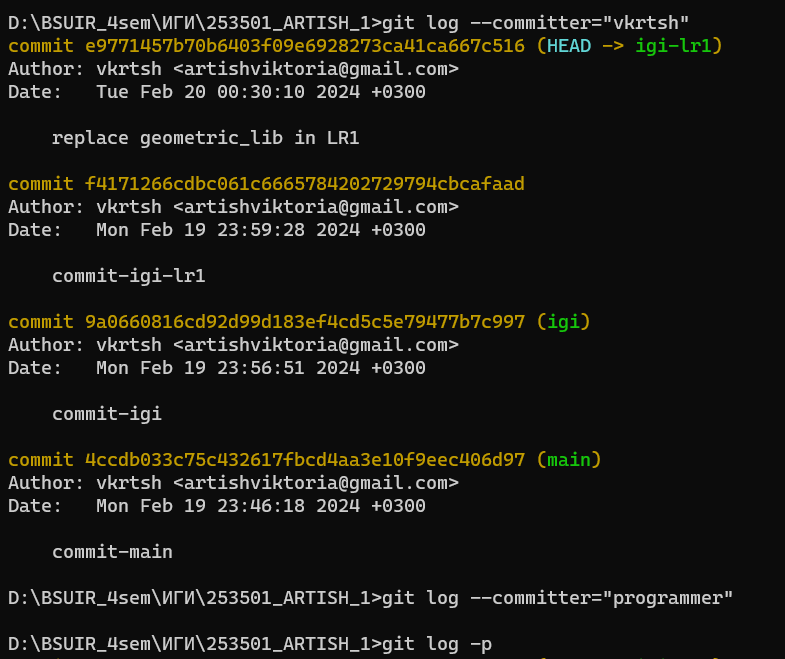 D:\BSUIR_4sem\ИГИ\253501_ARTISH_1>git log --committer="vkrtsh"
commit e9771457b70b6403f09e6928273ca41ca667c516 (HEAD -> igi-lr1)
Author: vkrtsh <artishviktoria@gmail.com>
Date:   Tue Feb 20 00:30:10 2024 +0300
    replace geometric_lib in LR1
commit f4171266cdbc061c6665784202729794cbcafaad
Author: vkrtsh <artishviktoria@gmail.com>
Date:   Mon Feb 19 23:59:28 2024 +0300
    commit-igi-lr1
commit 9a0660816cd92d99d183ef4cd5c5e79477b7c997 (igi)
Author: vkrtsh <artishviktoria@gmail.com>
Date:   Mon Feb 19 23:56:51 2024 +0300
    commit-igi
commit 4ccdb033c75c432617fbcd4aa3e10f9eec406d97 (main)
Author: vkrtsh <artishviktoria@gmail.com>
Date:   Mon Feb 19 23:46:18 2024 +0300
    commit-main
D:\BSUIR_4sem\ИГИ\253501_ARTISH_1>git log --committer="programmer"
D:\BSUIR_4sem\ИГИ\253501_ARTISH_1>git log -p